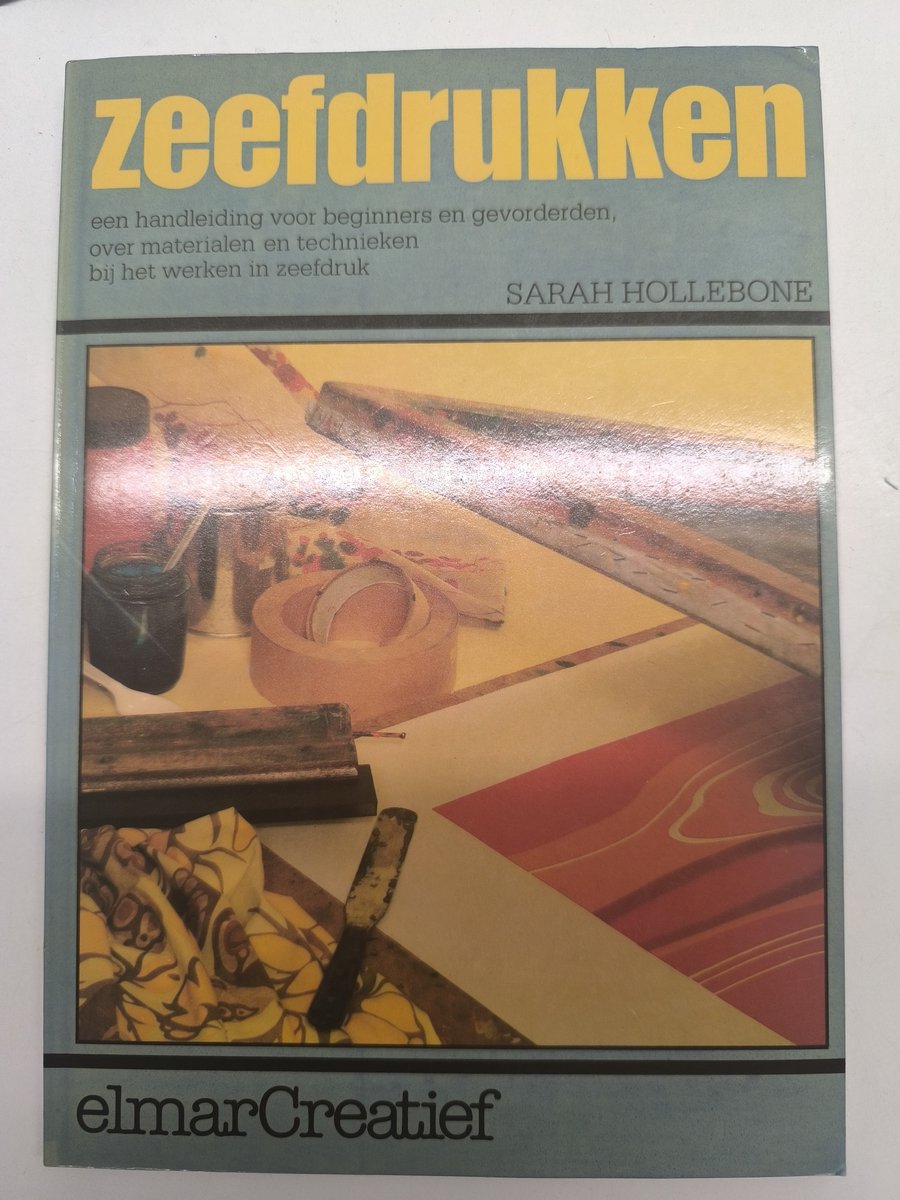 zeefdrukken
een handleiding voor beginners en gevorderden,
over materialen en technieken
bij het werken in zeefdruk
SARAH HOLLEBONE
elmarCreatief